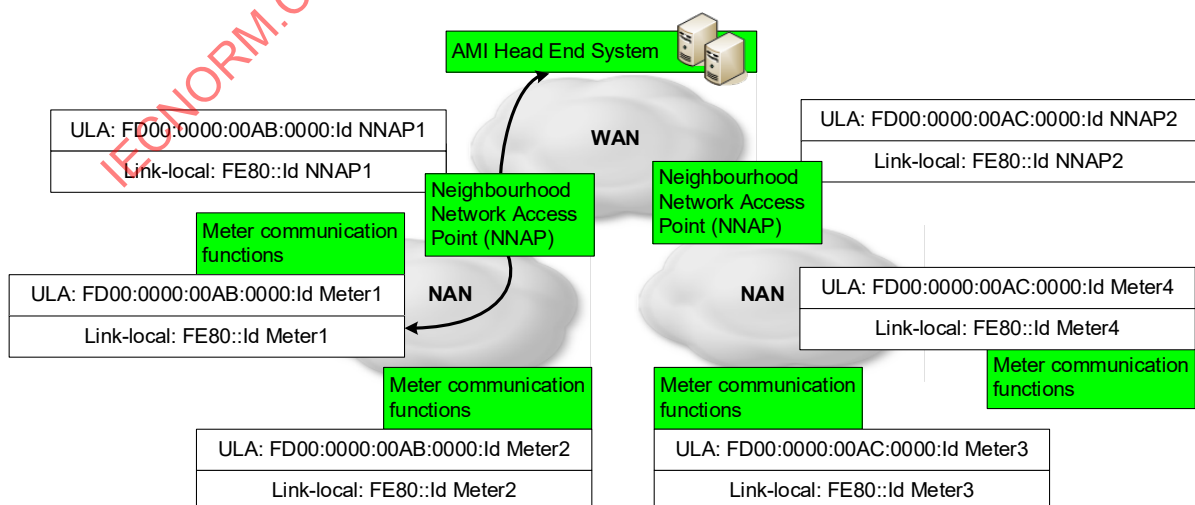 IECNORM.C
AMI Head End System
ULA: FD00:0000:00AB:0000:Id NNAP1
Link-local: FE80::Id NNAP1
WAN
ULA: FD00:0000:00AC:0000:Id NNAP2
Link-local: FE80::Id NNAP2
Neighbourhood
Network Access
Point (NNAP)
Neighbourhood
Network Access
Point (NNAP)
Meter communication
functions
ULA: FD00:0000:00AB:0000:Id Meter1
Link-local: FE80::Id Meter1
NAN
NAN
ULA: FD00:0000:00AC:0000:Id Meter4
Link-local: FE80::Id Meter4
Meter communication
functions
Meter communication
functions
ULA: FD00:0000:00AB:0000:Id Meter2
Link-local: FE80::Id Meter2
Meter communication
functions
ULA: FD00:0000:00AC:0000:Id Meter3
Link-local: FE80::Id Meter3